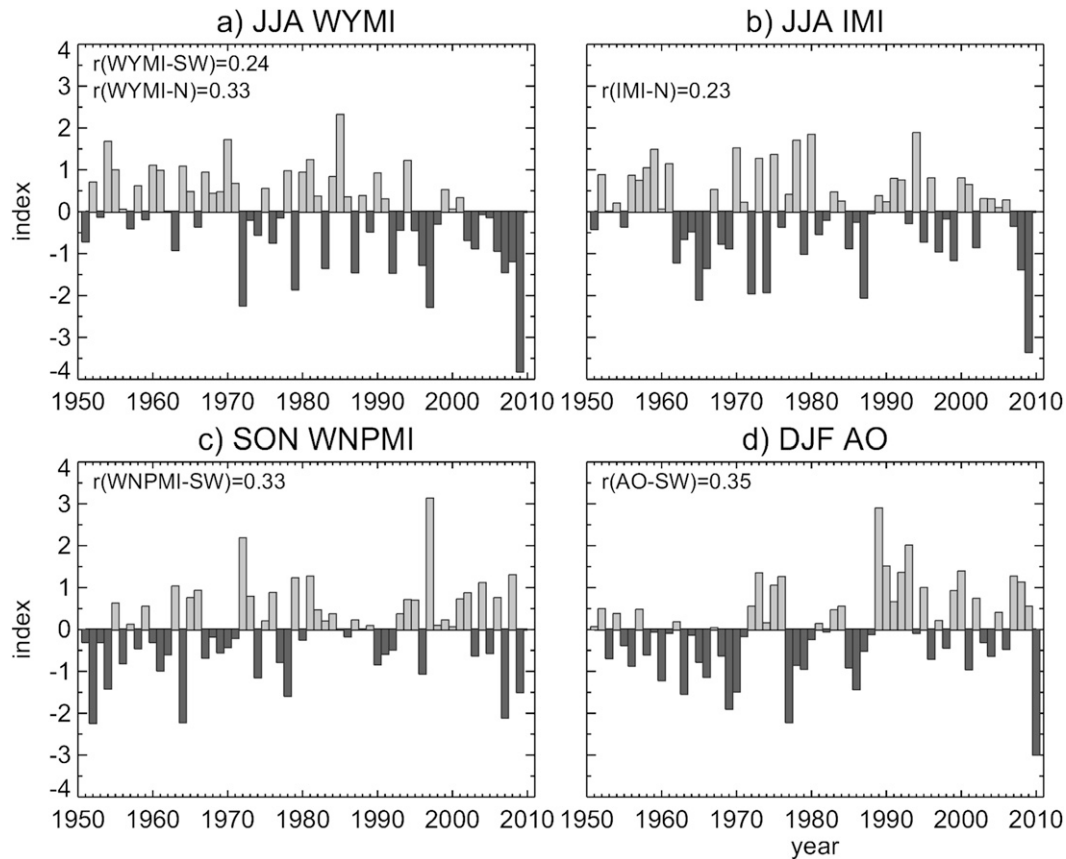 a) JJA WYMI
4
3
2
1
0
-1
-2
-3
-4
index
r(WYMI-SW)=0.24
r(WYMI-N)=0.33
1950 1960 1970 1980 1990 2000 2010
b) JJA IMI
r(IMI-N)=0.23
1950 1960 1970 1980 1990 2000 2010
c) SON WNPMI
4
3
2
1
0
-1
-2
-3
-4
index
r(WNPMI-SW)=0.33
1950 1960 1970 1980 1990 2000 2010
d) DJF AO
r(AO-SW)=0.35
1950 1960 1970 1980 1990 2000 2010
year